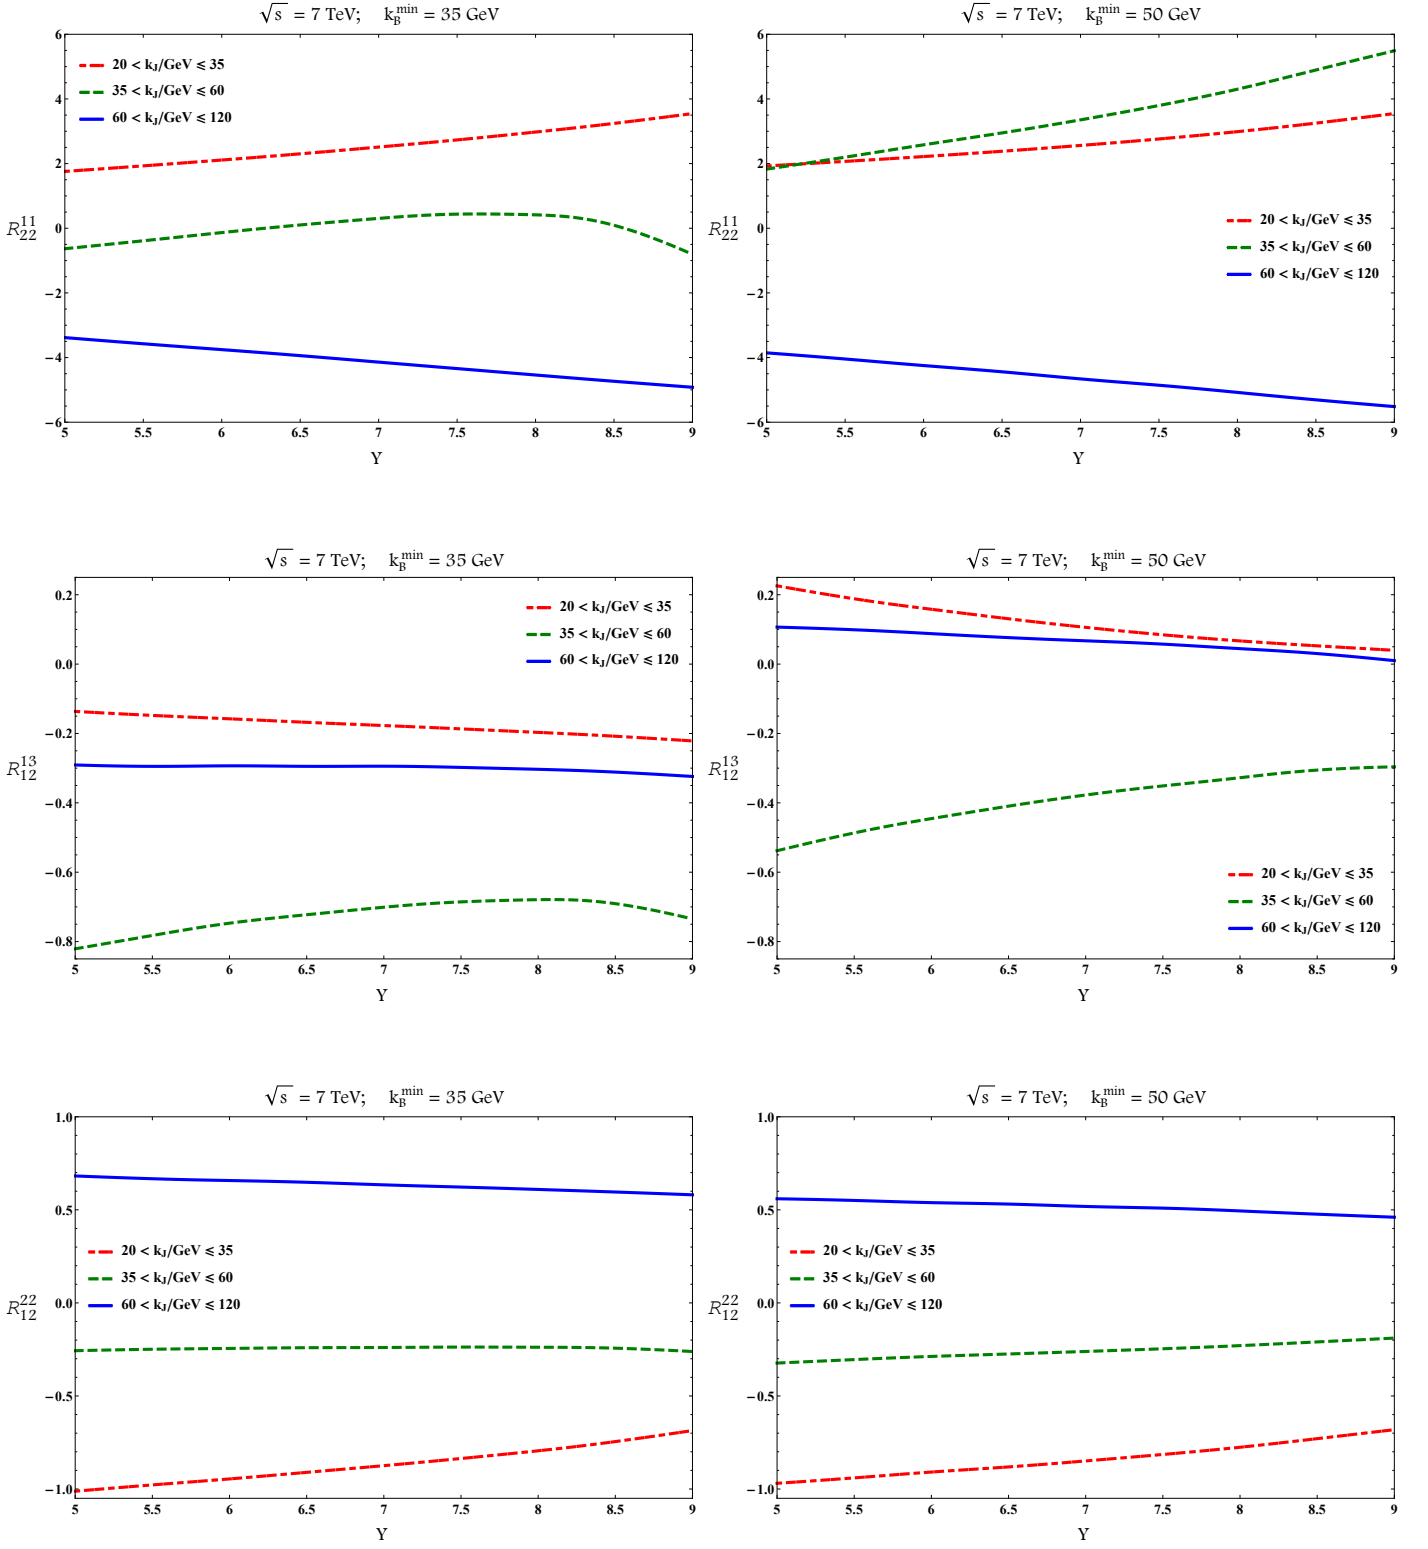 √s = 7 TeV; k_B^min = 35 GeV
6
4
2
0
−2
−4
−6
R_22^11
20 < k_J/GeV ⩽ 35
35 < k_J/GeV ⩽ 60
60 < k_J/GeV ⩽ 120
5 5.5 6 6.5 7 7.5 8 8.5 9
Y
√s = 7 TeV; k_B^min = 50 GeV
6
4
2
0
−2
−4
−6
R_22^11
20 < k_J/GeV ⩽ 35
35 < k_J/GeV ⩽ 60
60 < k_J/GeV ⩽ 120
5 5.5 6 6.5 7 7.5 8 8.5 9
Y
√s = 7 TeV; k_B^min = 35 GeV
0.2
0.0
−0.2
−0.4
−0.6
−0.8
R_12^13
20 < k_J/GeV ⩽ 35
35 < k_J/GeV ⩽ 60
60 < k_J/GeV ⩽ 120
5 5.5 6 6.5 7 7.5 8 8.5 9
Y
√s = 7 TeV; k_B^min = 50 GeV
0.2
0.0
−0.2
−0.4
−0.6
−0.8
R_12^13
20 < k_J/GeV ⩽ 35
35 < k_J/GeV ⩽ 60
60 < k_J/GeV ⩽ 120
5 5.5 6 6.5 7 7.5 8 8.5 9
Y
√s = 7 TeV; k_B^min = 35 GeV
1.0
0.5
0.0
−0.5
−1.0
R_12^22
20 < k_J/GeV ⩽ 35
35 < k_J/GeV ⩽ 60
60 < k_J/GeV ⩽ 120
5 5.5 6 6.5 7 7.5 8 8.5 9
Y
√s = 7 TeV; k_B^min = 50 GeV
1.0
0.5
0.0
−0.5
−1.0
R_12^22
20 < k_J/GeV ⩽ 35
35 < k_J/GeV ⩽ 60
60 < k_J/GeV ⩽ 120
5 5.5 6 6.5 7 7.5 8 8.5 9
Y